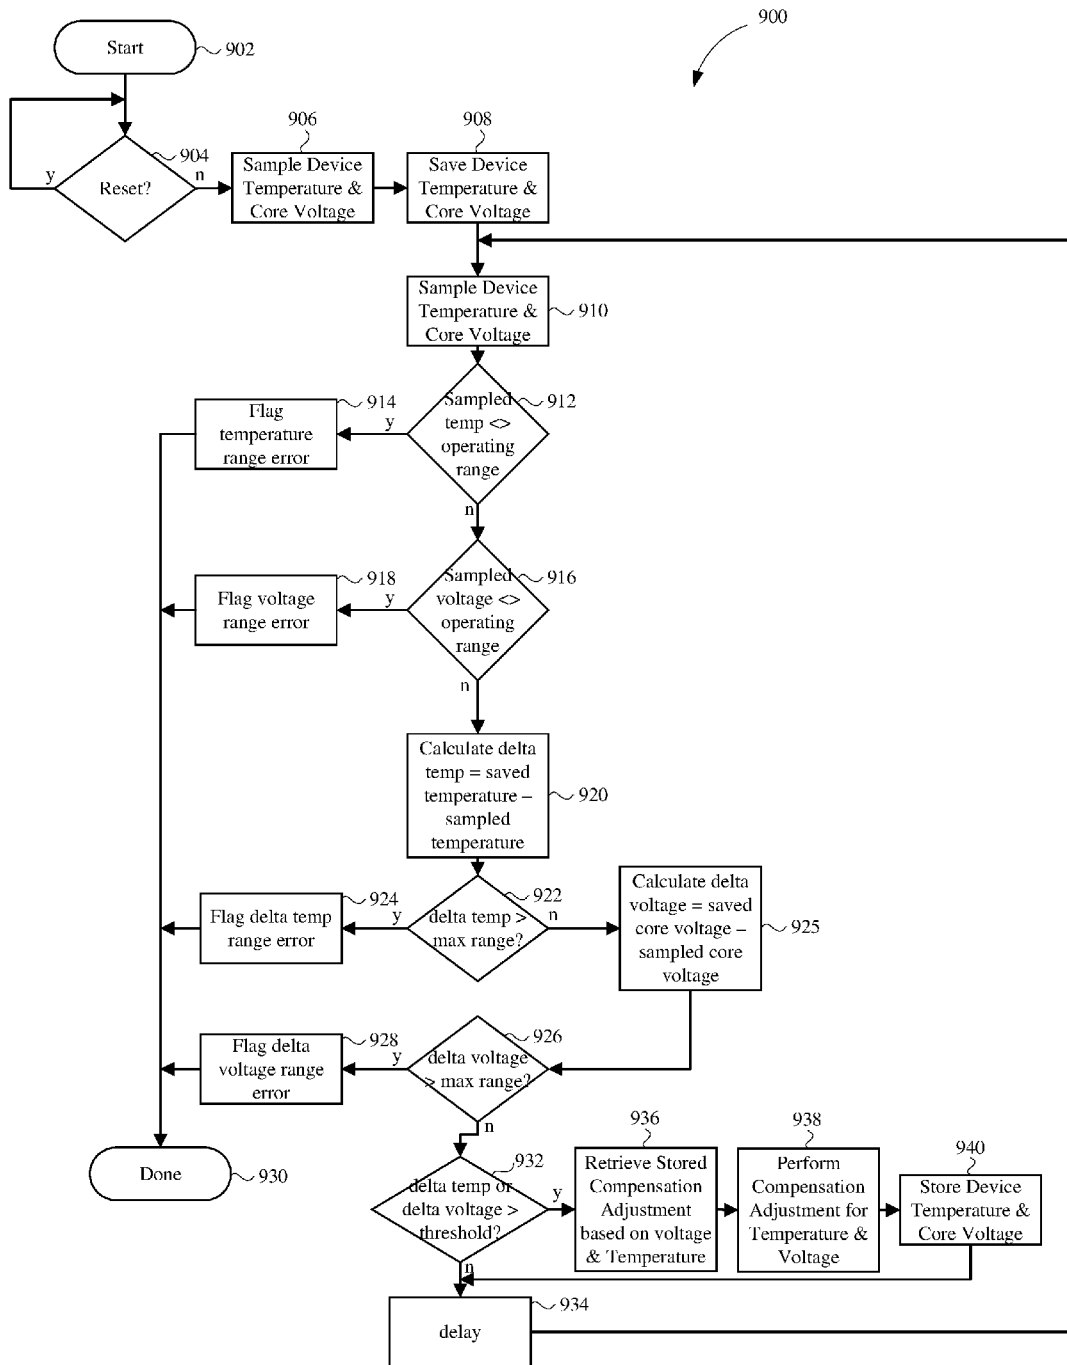 900
Start
902
904
Reset?
y
n
906
Sample Device
Temperature &
Core Voltage
908
Save Device
Temperature &
Core Voltage
Sample Device
Temperature &
Core Voltage
910
Sampled
temp <>
operating
range
912
y
n
914
Flag
temperature
range error
Sampled
voltage <>
operating
range
916
y
n
918
Flag voltage
range error
Calculate delta
temp = saved
temperature –
sampled
temperature
920
922
delta temp >
max range?
y
n
924
Flag delta temp
range error
Calculate delta
voltage = saved
core voltage –
sampled core
voltage
925
926
delta voltage
> max range?
y
n
928
Flag delta
voltage range
error
Done
930
932
delta temp or
delta voltage >
threshold?
y
n
936
Retrieve Stored
Compensation
Adjustment
based on voltage
& Temperature
938
Perform
Compensation
Adjustment for
Temperature &
Voltage
940
Store Device
Temperature &
Core Voltage
934
delay